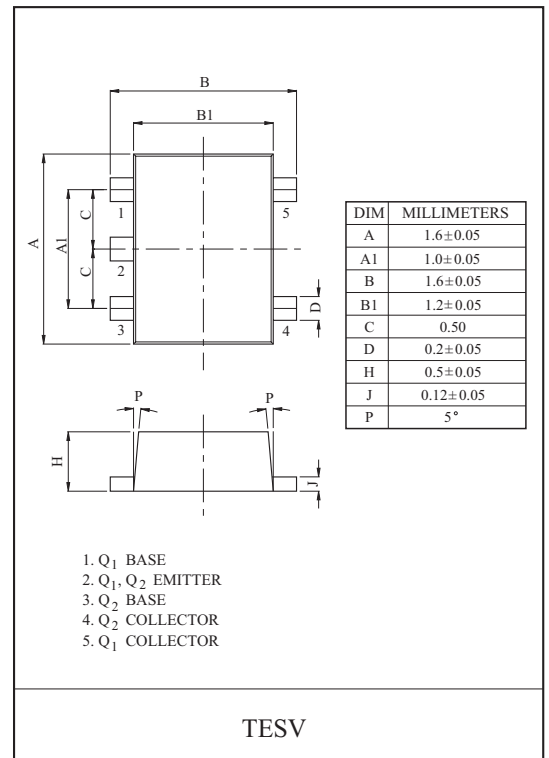 B
B1
1
5
C
A
A1
2
C
3
4
D
DIM MILLIMETERS
A 1.6±0.05
A1 1.0±0.05
B 1.6±0.05
B1 1.2±0.05
C 0.50
D 0.2±0.05
H 0.5±0.05
J 0.12±0.05
P 5°
P
P
H
J
1. Q1 BASE
2. Q1, Q2 EMITTER
3. Q2 BASE
4. Q2 COLLECTOR
5. Q1 COLLECTOR
TESV